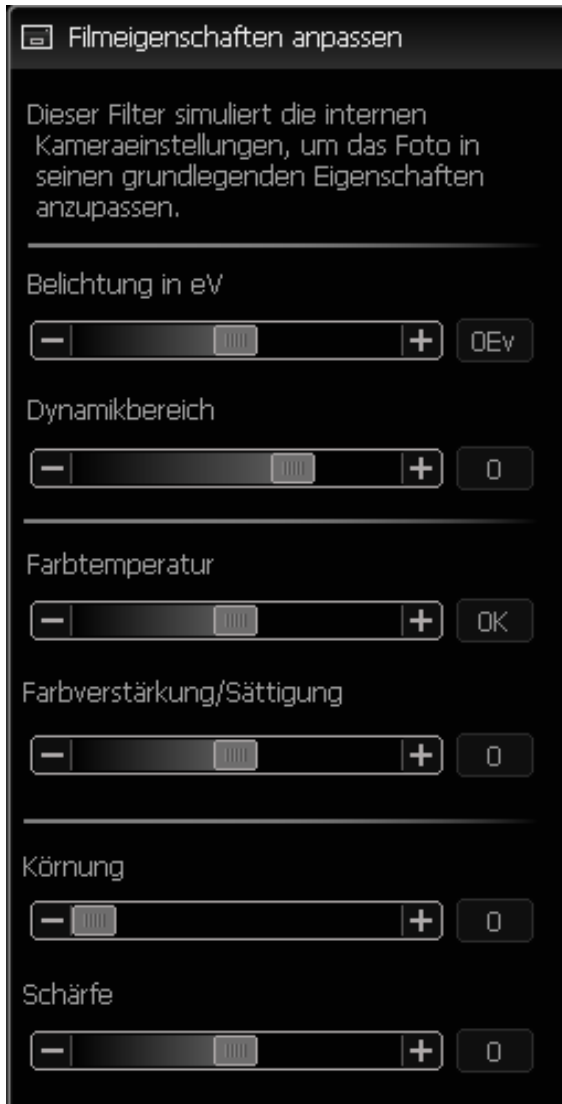 Filmeigenschaften anpassen
Dieser Filter simuliert die internen
Kameraeinstellungen, um das Foto in
seinen grundlegenden Eigenschaften
anzupassen.
Belichtung in eV
0Ev
Dynamikbereich
0
Farbtemperatur
0K
Farbverstärkung/Sättigung
0
Körnung
0
Schärfe
0